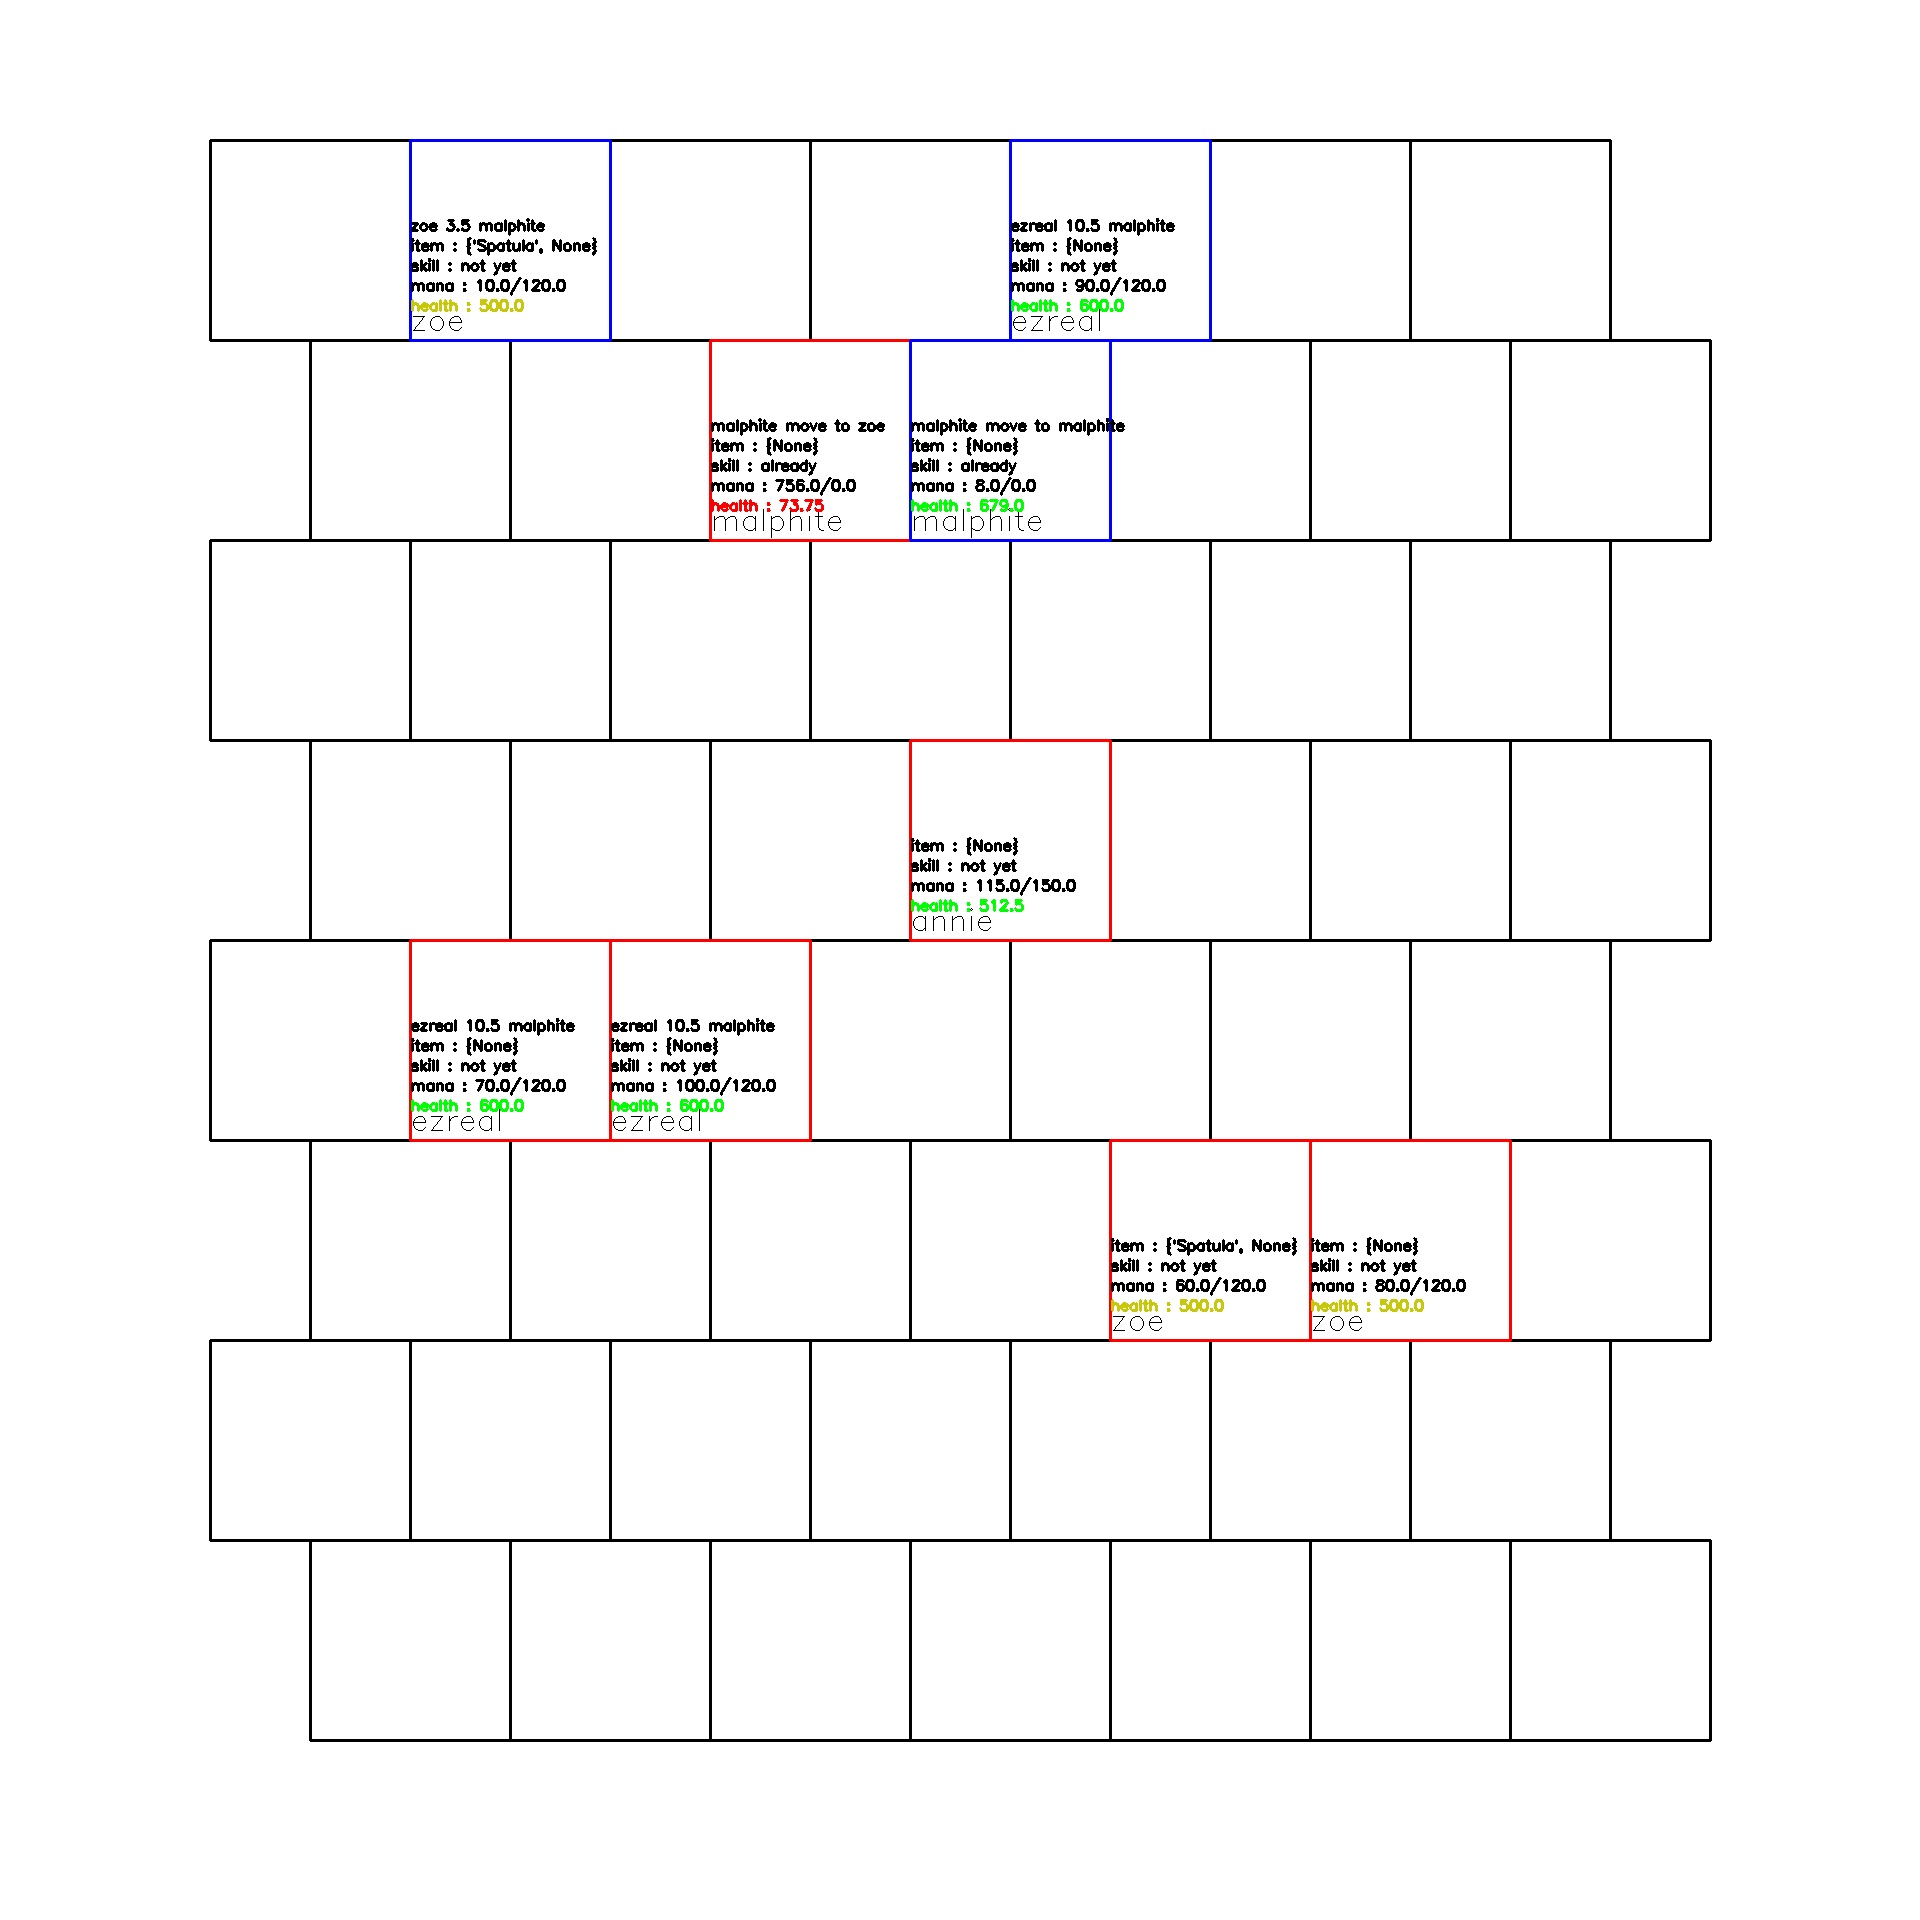 zoe 3.5 malphite
item : {'Spatula', None}
skill : not yet
mana : 10.0/120.0
health : 500.0
zoe
ezreal 10.5 malphite
item : {None}
skill : not yet
mana : 90.0/120.0
health : 600.0
ezreal
malphite move to zoe
item : {None}
skill : already
mana : 756.0/0.0
health : 73.75
malphite
malphite move to malphite
item : {None}
skill : already
mana : 8.0/0.0
health : 679.0
malphite
item : {None}
skill : not yet
mana : 115.0/150.0
health : 512.5
annie
ezreal 10.5 malphite
item : {None}
skill : not yet
mana : 70.0/120.0
health : 600.0
ezreal
ezreal 10.5 malphite
item : {None}
skill : not yet
mana : 100.0/120.0
health : 600.0
ezreal
item : {'Spatula', None}
skill : not yet
mana : 60.0/120.0
health : 500.0
zoe
item : {None}
skill : not yet
mana : 80.0/120.0
health : 500.0
zoe